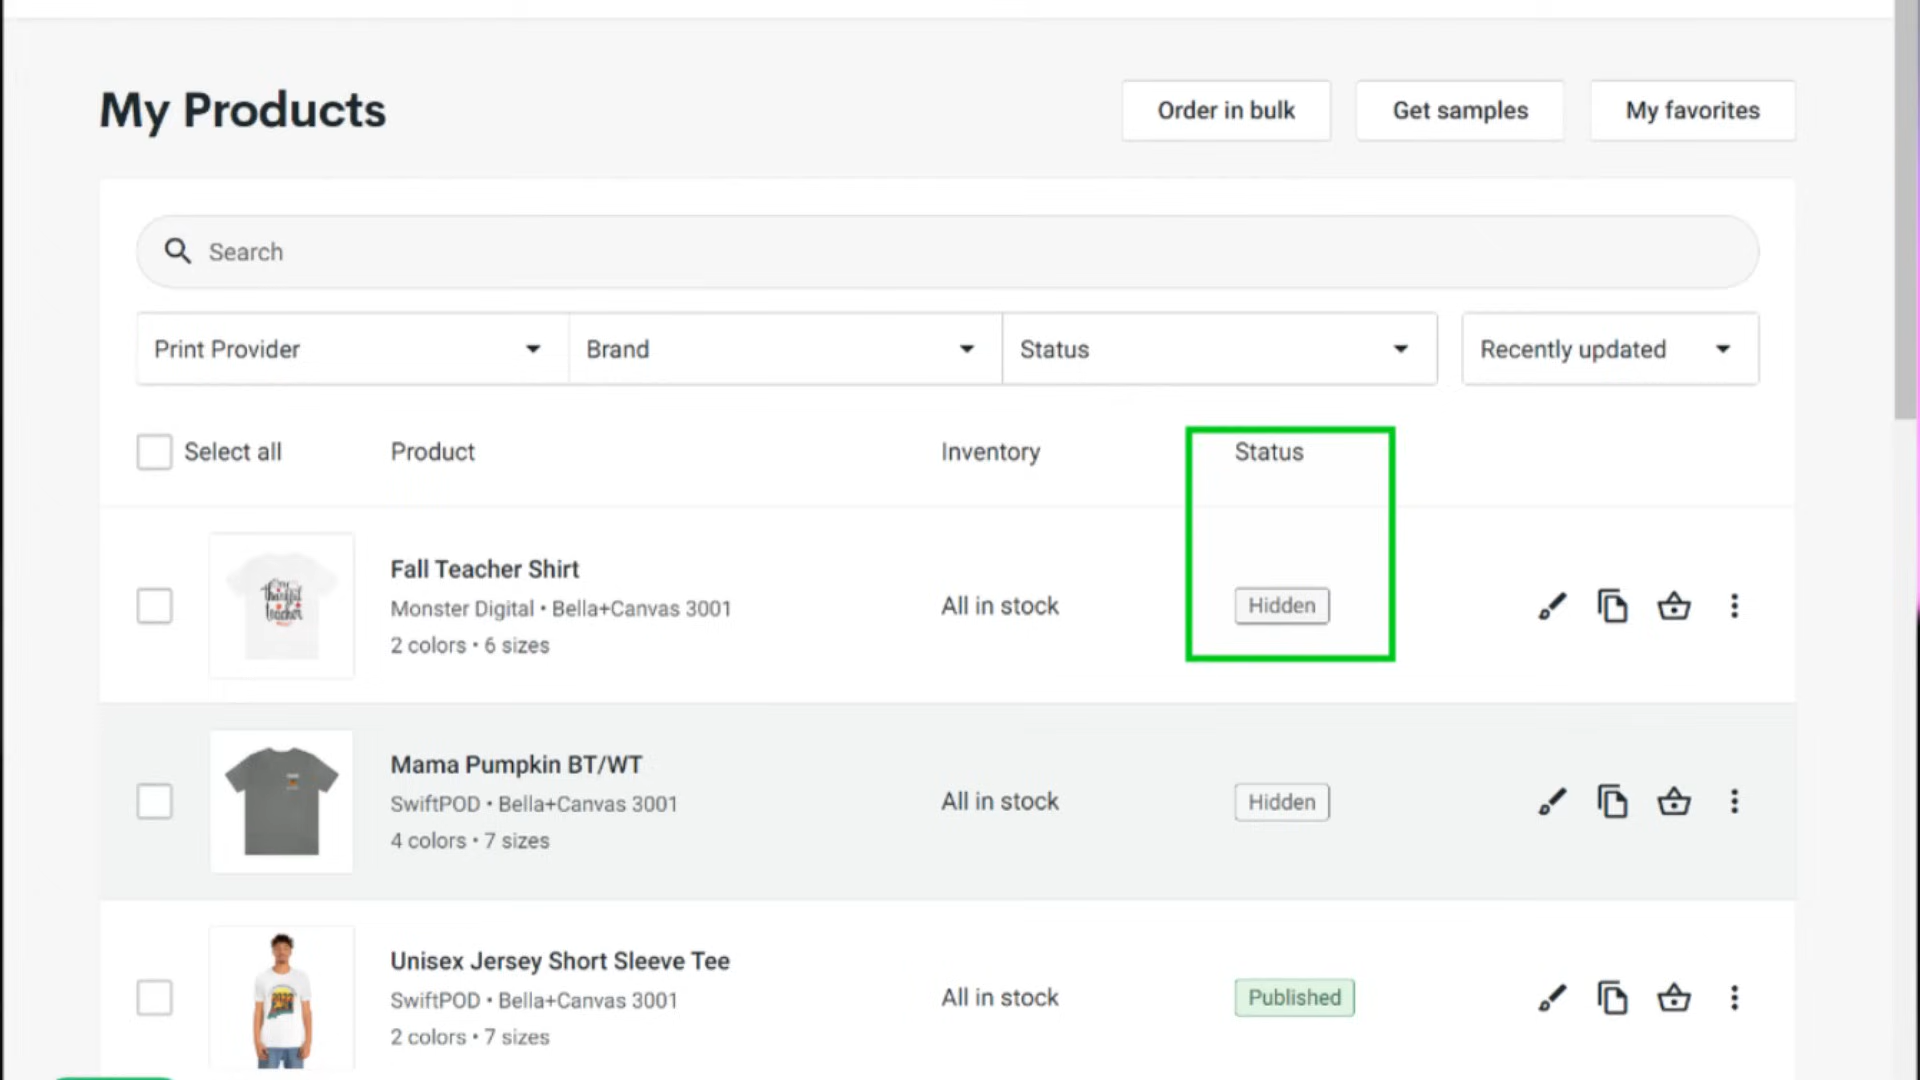 My Products
Order in bulk
Get samples
My favorites
Search
Print Provider
Brand
Status
Recently updated
Select all
Product
Inventory
Status
Fall Teacher Shirt
Monster Digital • Bella+Canvas 3001
2 colors • 6 sizes
All in stock
Hidden
thankful
teacher
Mama Pumpkin BT/WT
SwiftPOD • Bella+Canvas 3001
4 colors • 7 sizes
All in stock
Hidden
Unisex Jersey Short Sleeve Tee
SwiftPOD • Bella+Canvas 3001
2 colors • 7 sizes
All in stock
Published